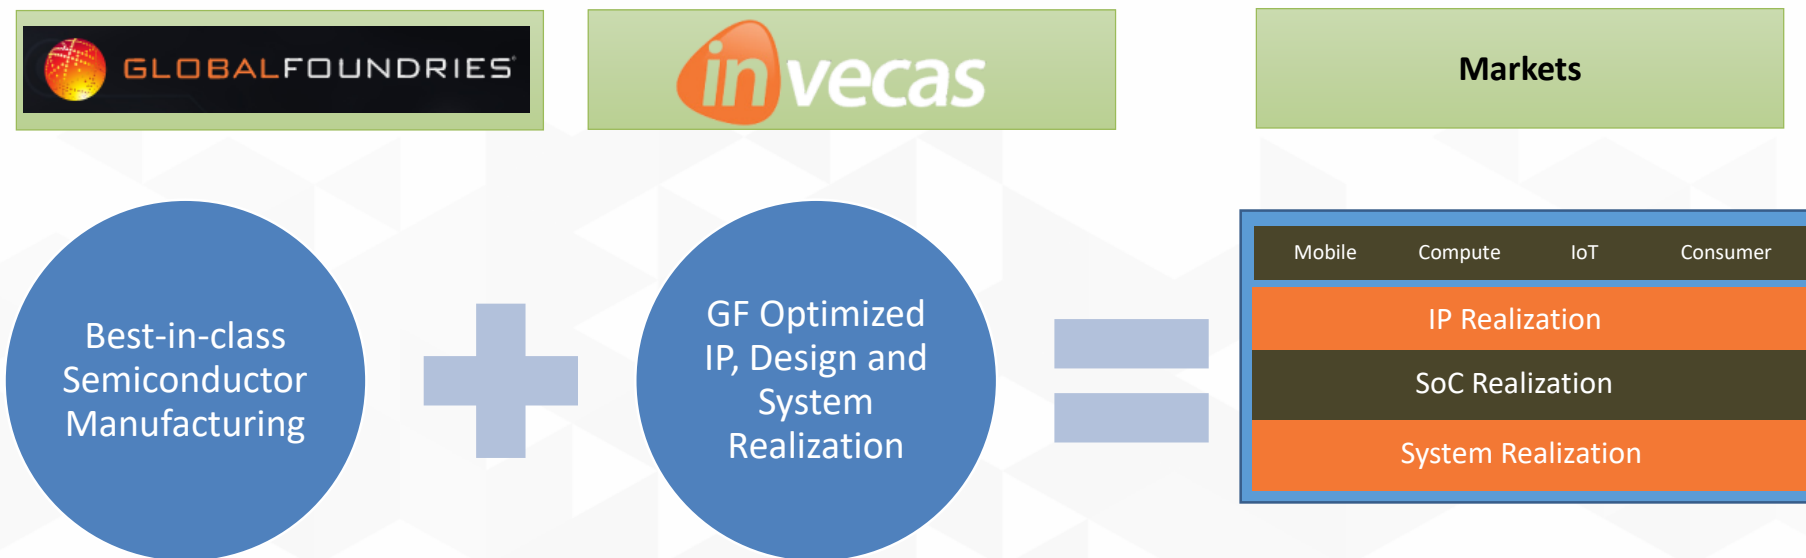 GLOBALFOUNDRIES®
invecas
Markets
Best-in-class
Semiconductor
Manufacturing
GF Optimized
IP, Design and
System
Realization
Mobile Compute IoT Consumer
IP Realization
SoC Realization
System Realization